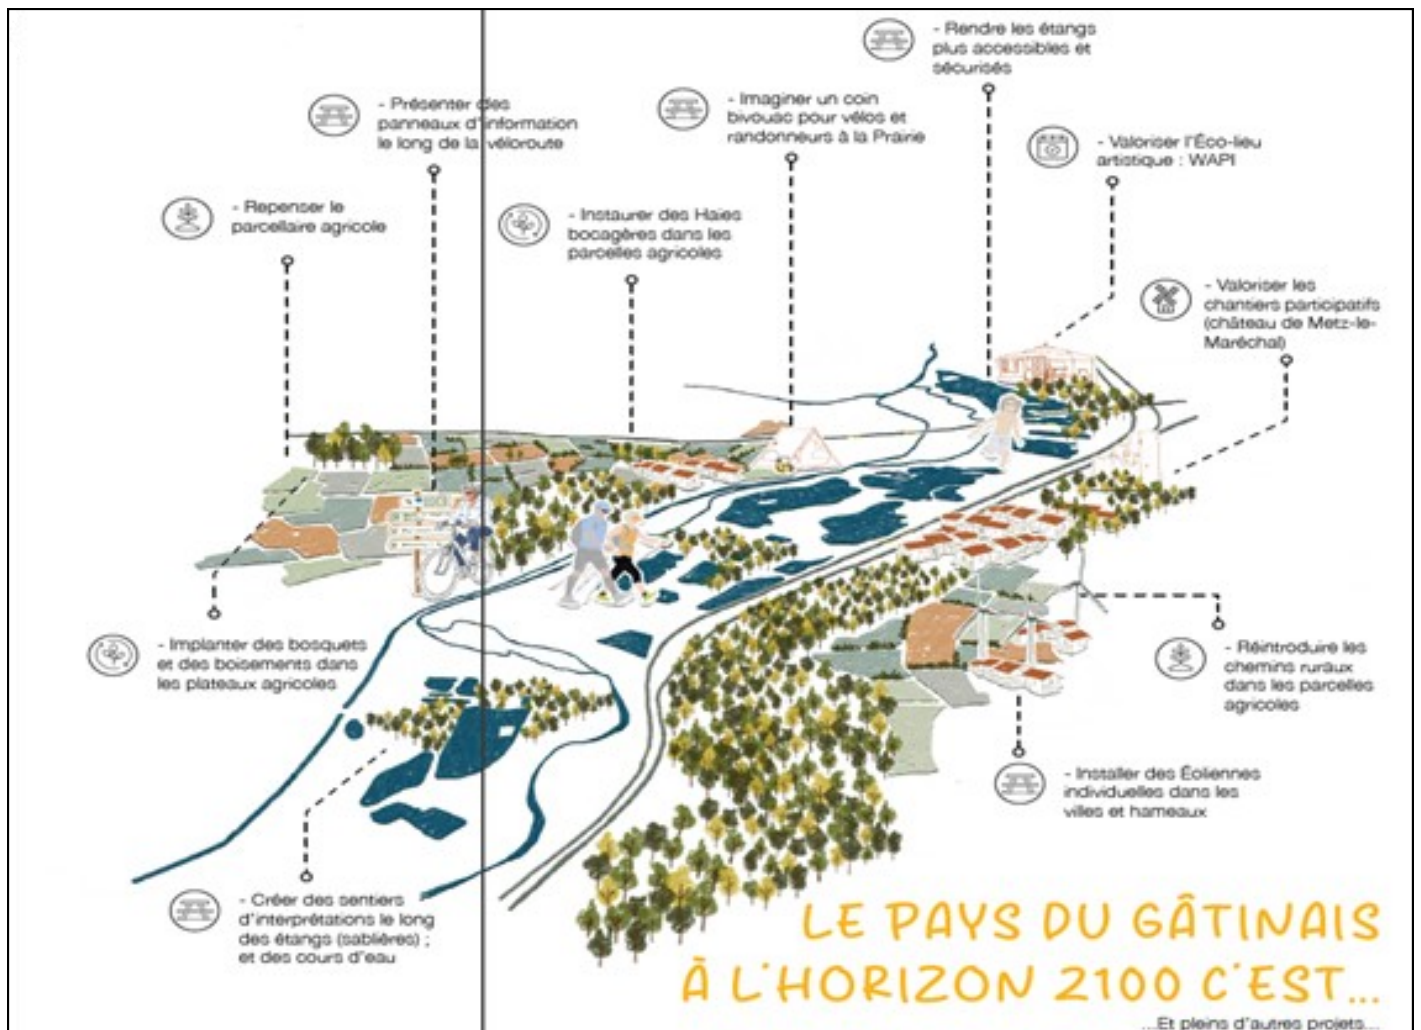 - Rendre les étangs
plus accessibles et
sécurisés
- Présenter des
panneaux d'information
le long de la véloroute
- Imaginer un coin
bivouac pour vélos et
randonneurs à la Prairie
- Valoriser l'Éco-lieu
artistique : WAPI
- Repenser le
parcellaire agricole
- Instaurer des Haies
bocagères dans les
parcelles agricoles
- Valoriser les
chantiers participatifs
(château de Metz-le-
Maréchal)
- Implanter des bosquets
et des boisements dans
les plateaux agricoles
- Réintroduire les
chemins ruraux
dans les parcelles
agricoles
- Installer des Éoliennes
individuelles dans les
villes et hameaux
- Créer des sentiers
d'interprétations le long
des étangs (sablières) ;
et des cours d'eau
LE PAYS DU GÂTINAIS
À L'HORIZON 2100 C'EST...
...Et pleins d'autres projets...